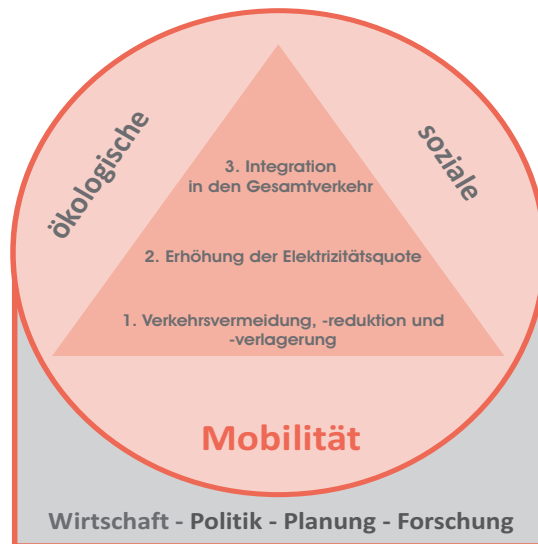 ökologische
soziale
3. Integration
in den Gesamtverkehr
2. Erhöhung der Elektrizitätsquote
1. Verkehrsvermeidung, -reduktion und
-verlagerung
Mobilität
Wirtschaft - Politik - Planung - Forschung